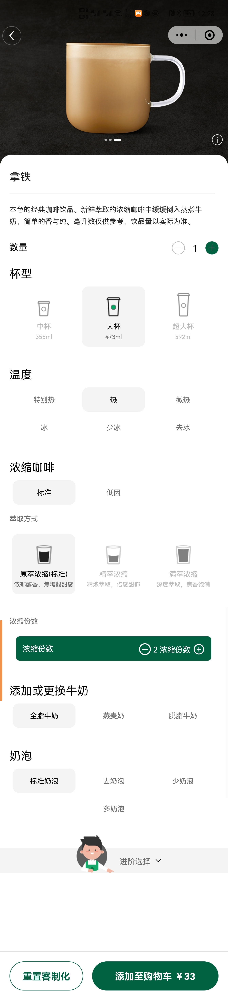 12:28
拿铁
本色的经典咖啡饮品。新鲜萃取的浓缩咖啡中缓缓倒入蒸煮牛
奶，简单的香与纯。毫升数仅供参考，饮品量以实际为准。
数量 1
杯型
中杯 大杯 超大杯
355ml 473ml 592ml
温度
特别热 热 微热
冰 少冰 去冰
浓缩咖啡
标准 低因
萃取方式
原萃浓缩(标准) 精萃浓缩 满萃浓缩
浓郁醇香，焦糖般甜感 精炼萃取，倍感甜郁 深度萃取，焦香饱满
浓缩份数
浓缩份数 2 浓缩份数
添加或更换牛奶
全脂牛奶 燕麦奶 脱脂牛奶
奶泡
标准奶泡 去奶泡 少奶泡
多奶泡
进阶选择
重置客制化 添加至购物车 ￥33